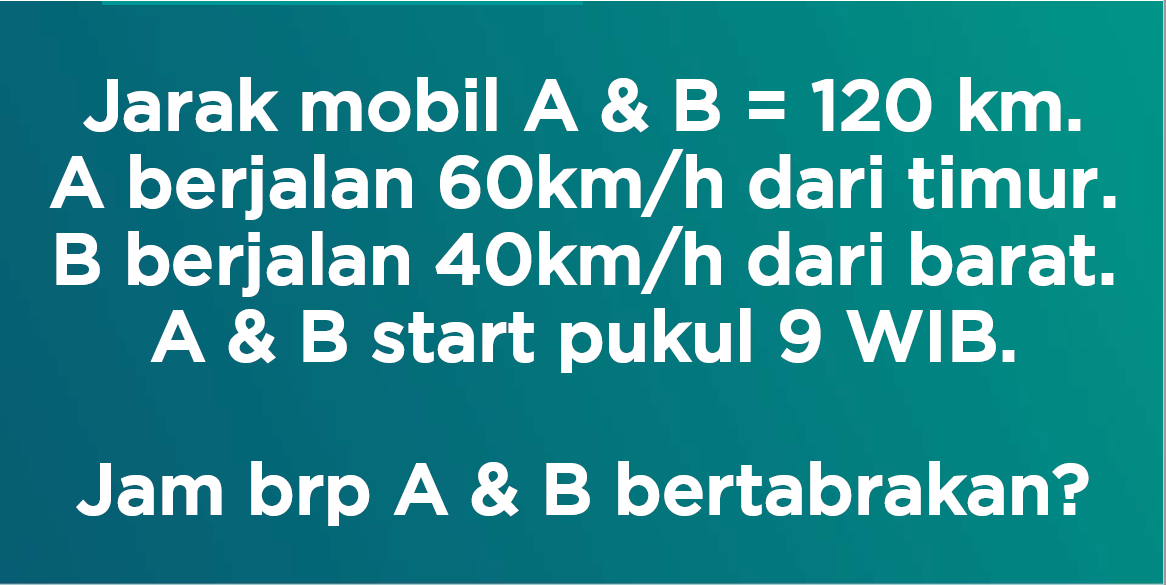 Jarak mobil A & B = 120 km.
A berjalan 60km/h dari timur.
B berjalan 40km/h dari barat.
A & B start pukul 9 WIB.
Jam brp A & B bertabrakan?